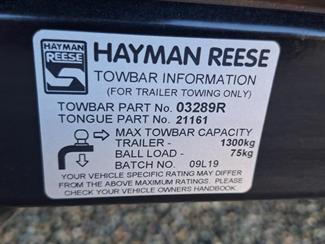 HAYMAN
REESE
HAYMAN REESE
TOWBAR INFORMATION
(FOR TRAILER TOWING ONLY)
TOWBAR PART No. 03289R
TONGUE PART No. 21161
MAX TOWBAR CAPACITY
TRAILER - 1300kg
BALL LOAD - 75kg
BATCH NO. 09L19
YOUR VEHICLE SPECIFIC RATING MAY DIFFER
FROM THE ABOVE MAXIMUM RATINGS. PLEASE
CHECK YOUR VEHICLE OWNERS HANDBOOK